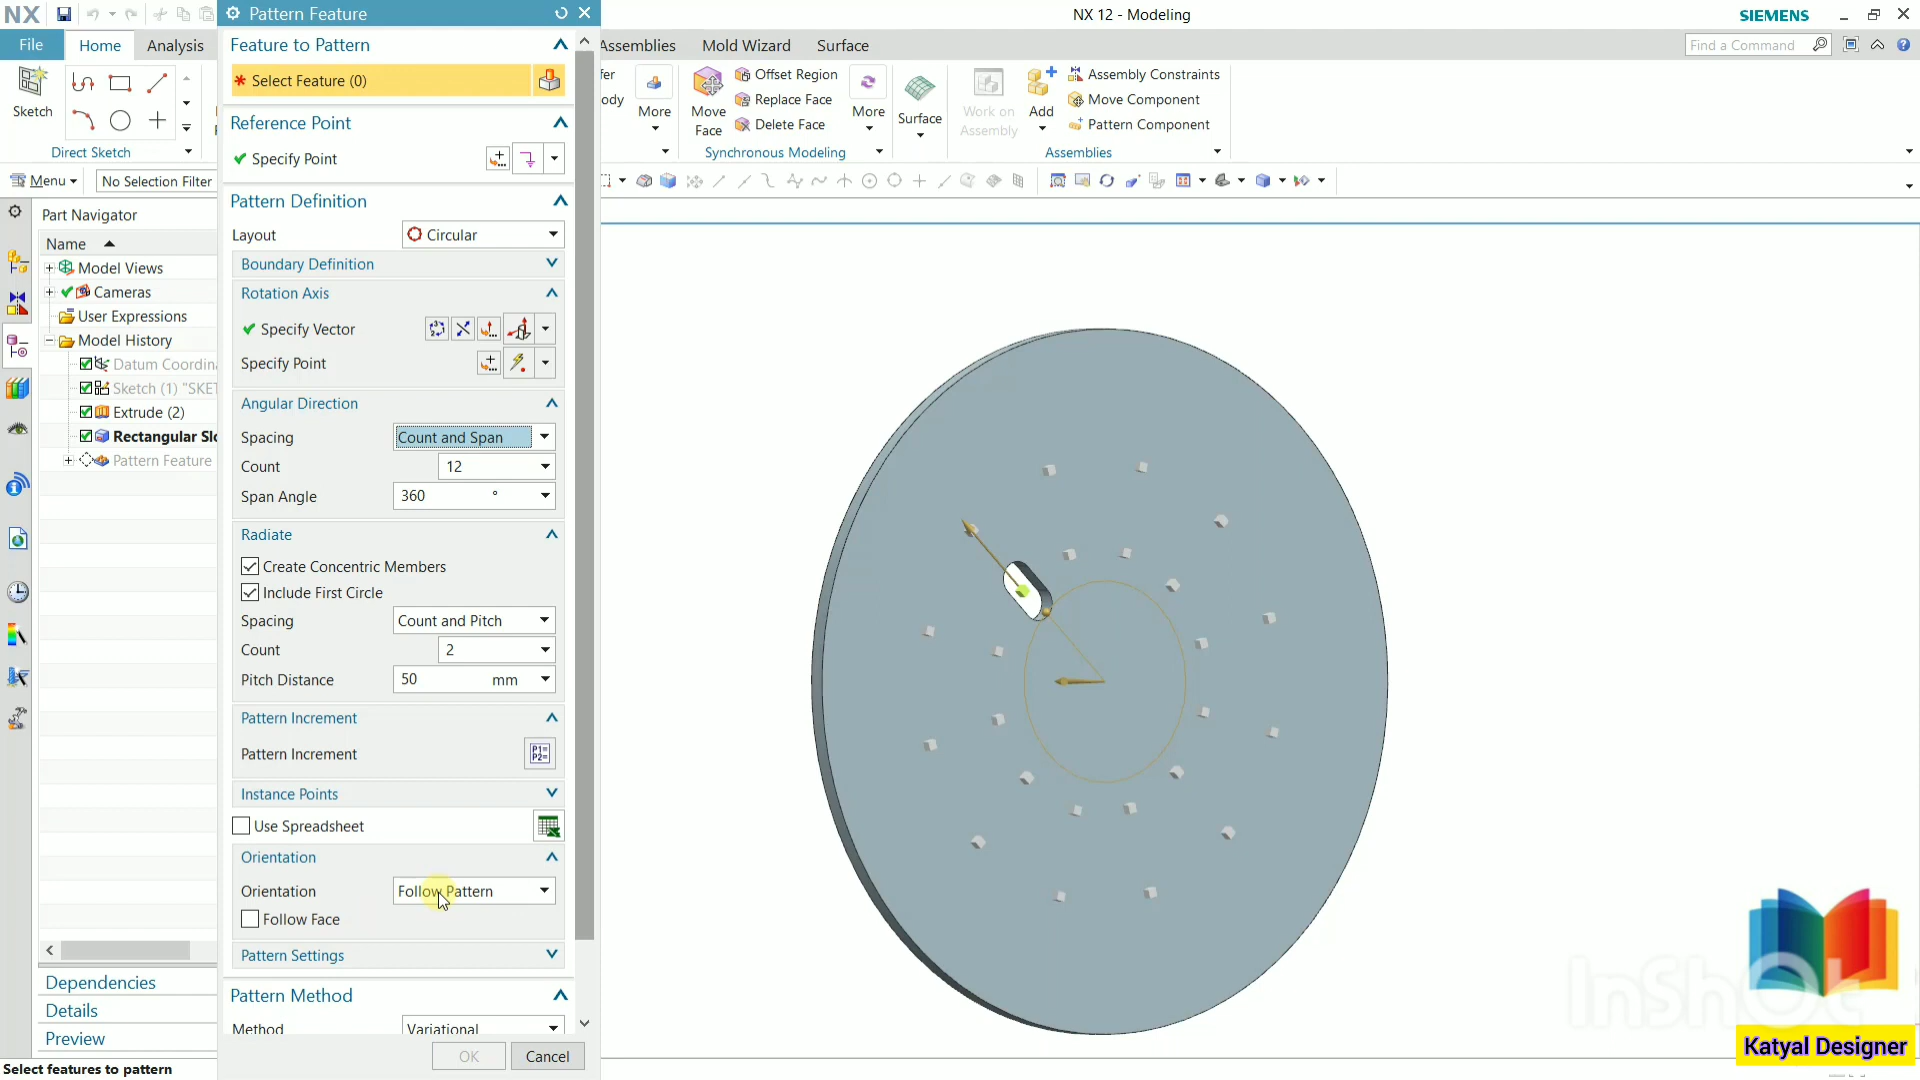 NX
Pattern Feature
NX 12 - Modeling
SIEMENS
File
Home
Analysis
Assemblies
Mold Wizard
Surface
Find a Command
Sketch
Direct Sketch
fer
ody
More
Move
Face
Offset Region
Replace Face
Delete Face
More
Synchronous Modeling
Surface
Work on
Assembly
Add
Assembly Constraints
Move Component
Pattern Component
Assemblies
Menu
No Selection Filter
Part Navigator
Name
Model Views
Cameras
User Expressions
Model History
Datum Coordin
Sketch (1) "SKET
Extrude (2)
Rectangular Slo
Pattern Feature
Dependencies
Details
Preview
Select features to pattern
Feature to Pattern
* Select Feature (0)
Reference Point
Specify Point
Pattern Definition
Layout
Circular
Boundary Definition
Rotation Axis
Specify Vector
Specify Point
Angular Direction
Spacing
Count and Span
Count
12
Span Angle
360 °
Radiate
Create Concentric Members
Include First Circle
Spacing
Count and Pitch
Count
2
Pitch Distance
50 mm
Pattern Increment
Pattern Increment
P1=
P2=
Instance Points
Use Spreadsheet
Orientation
Orientation
Follow Pattern
Follow Face
Pattern Settings
Pattern Method
Method
Variational
OK
Cancel
InShOt
Katyal Designer